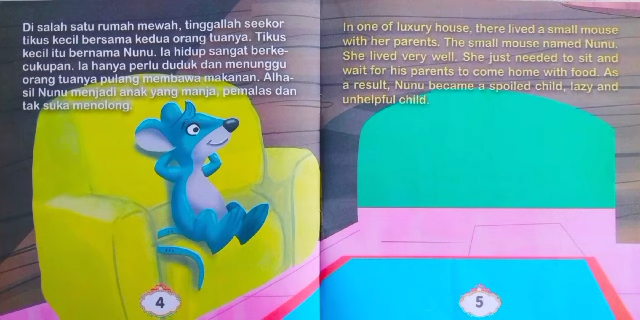 Di salah satu rumah mewah, tinggallah seekor
tikus kecil bersama kedua orang tuanya. Tikus
kecil itu bernama Nunu. Ia hidup sangat berke-
cukupan. Ia hanya perlu duduk dan menunggu
orang tuanya pulang membawa makanan. Alha-
sil Nunu menjadi anak yang manja, pemalas dan
tak suka menolong.
4
In one of luxury house, there lived a small mouse
with her parents. The small mouse named Nunu.
She lived very well. She just needed to sit and
wait for his parents to come home with food. As
a result, Nunu became a spoiled child, lazy and
unhelpful child.
5